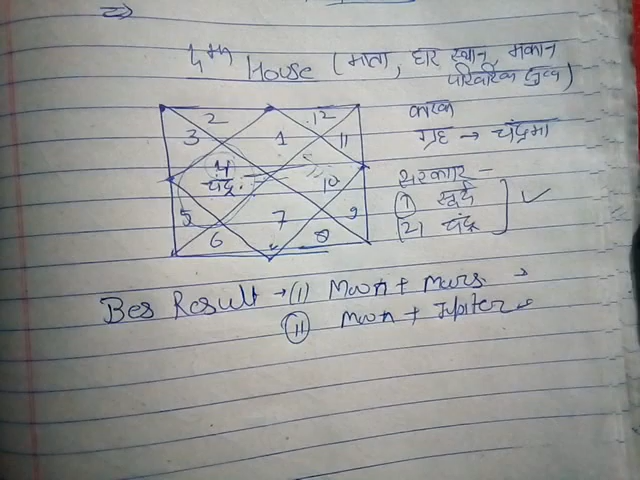 4th House (माता, घर स्थान, मकान
परिवारिक सुख)
कारक
ग्रह → चंद्रमा
सरकार -
(1) सूर्य
(2) चंद्र
2
12
3
1
11
4
चंद्र
10
5
7
9
6
8
Bes Result → (i) Moon + Mars
(ii) Moon + Jupiter